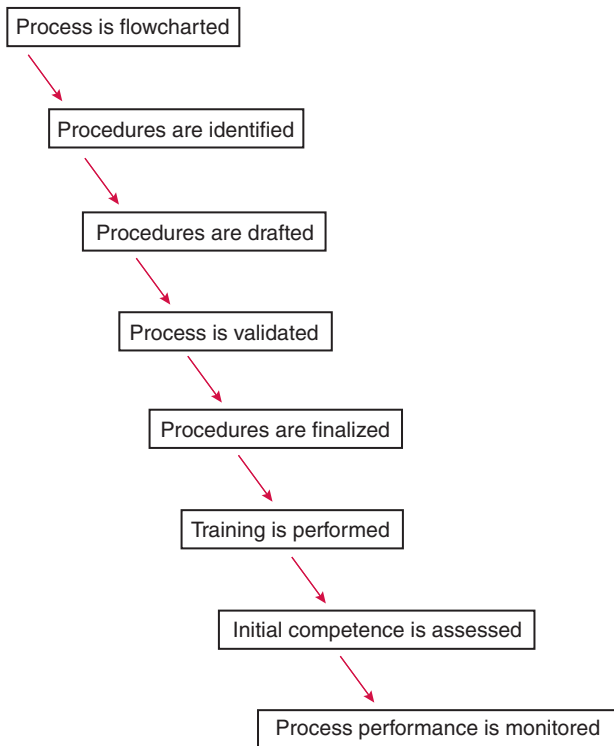 Process is flowcharted
Procedures are identified
Procedures are drafted
Process is validated
Procedures are finalized
Training is performed
Initial competence is assessed
Process performance is monitored